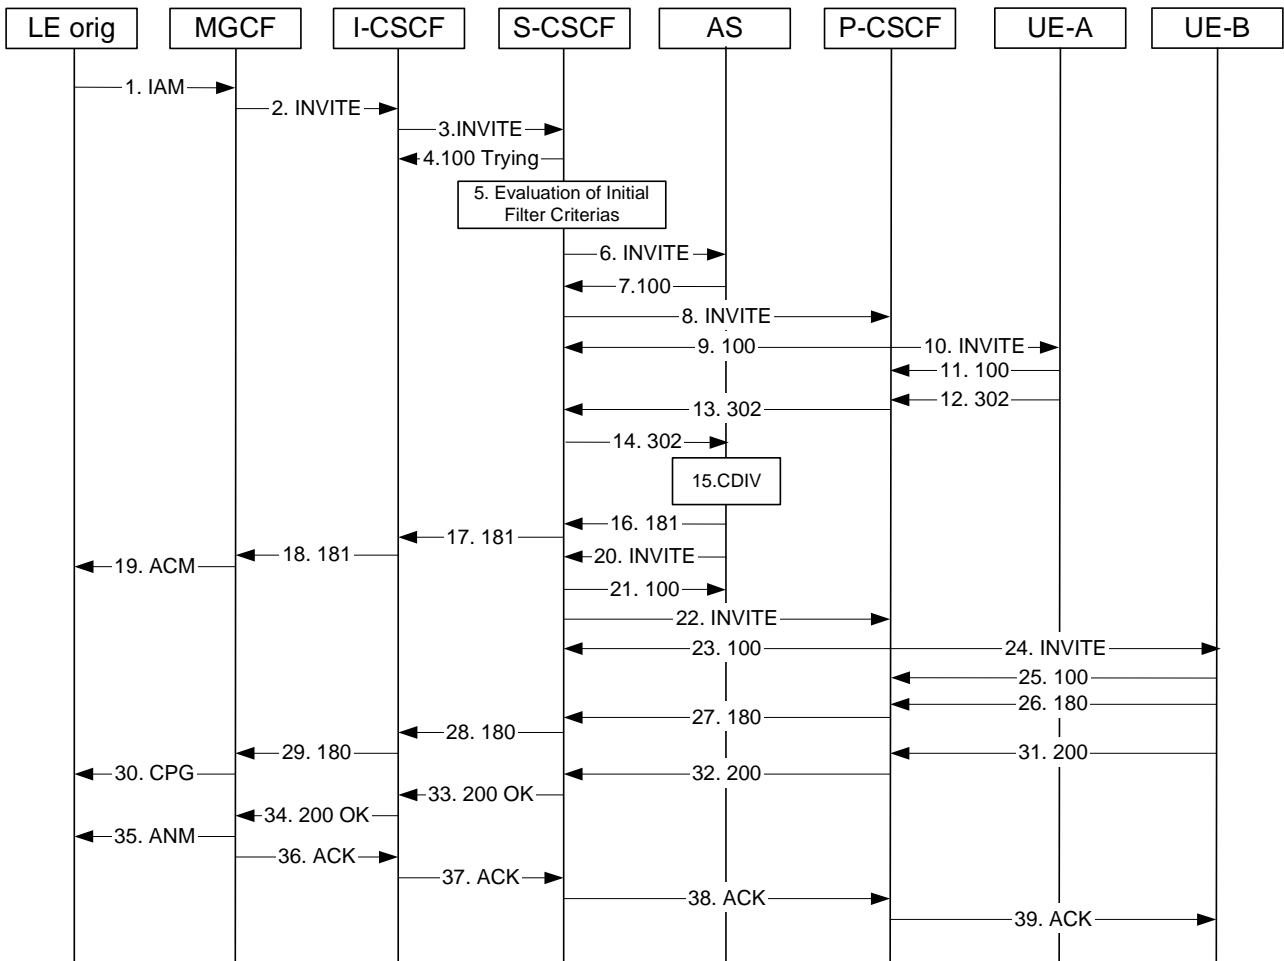 LE orig
MGCF
I-CSCF
S-CSCF
AS
P-CSCF
UE-A
UE-B
1. IAM
2. INVITE
3.INVITE
4.100 Trying
5. Evaluation of Initial
Filter Criterias
6. INVITE
7.100
8. INVITE
9. 100
10. INVITE
11. 100
12. 302
13. 302
14. 302
15.CDIV
16. 181
17. 181
18. 181
19. ACM
20. INVITE
21. 100
22. INVITE
23. 100
24. INVITE
25. 100
26. 180
27. 180
28. 180
29. 180
30. CPG
31. 200
32. 200
33. 200 OK
34. 200 OK
35. ANM
36. ACK
37. ACK
38. ACK
39. ACK